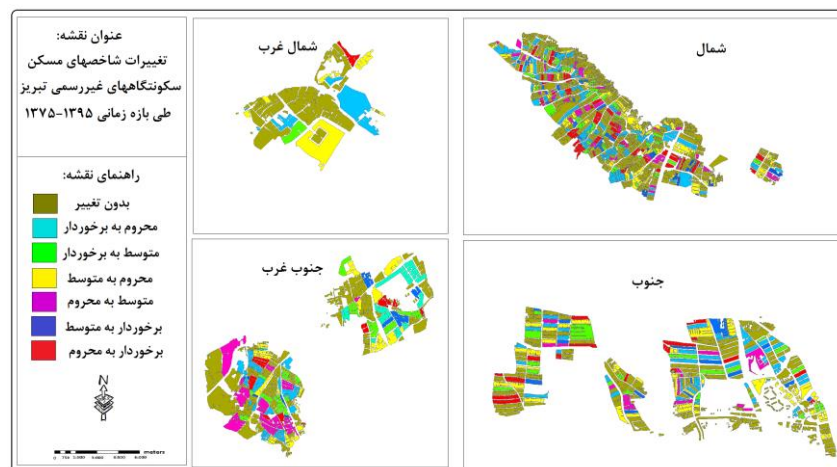 عنوان نقشه:
تغییرات شاخصهای مسکن
سکونتگاههای غیررسمی تبریز
طی بازه زمانی ۱۳۹۵-۱۳۷۵
راهنمای نقشه:
بدون تغییر
محروم به برخوردار
متوسط به برخوردار
محروم به متوسط
متوسط به محروم
برخوردار به متوسط
برخوردار به محروم
N
meters
شمال غرب
شمال
جنوب غرب
جنوب